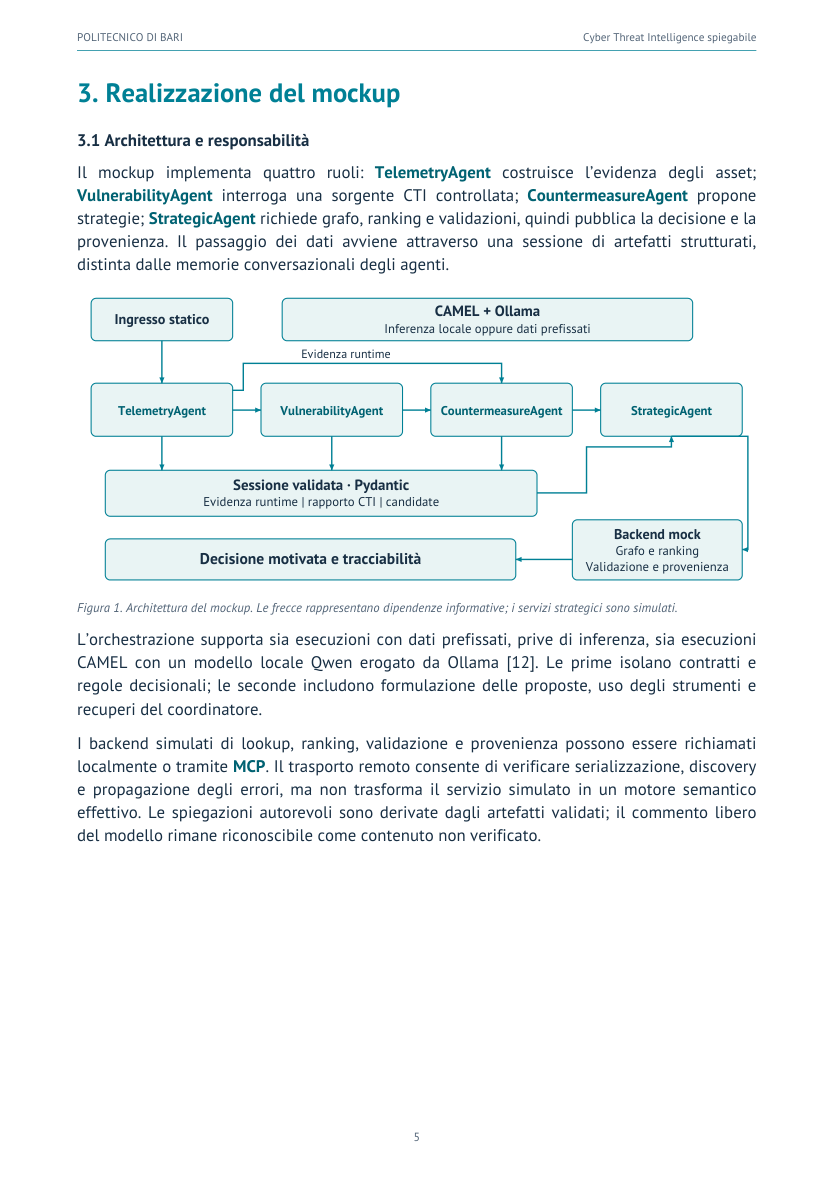 POLITECNICO DI BARI
Cyber Threat Intelligence spiegabile
3. Realizzazione del mockup
3.1 Architettura e responsabilità
Il mockup implementa quattro ruoli: TelemetryAgent costruisce l’evidenza degli asset;
VulnerabilityAgent interroga una sorgente CTI controllata; CountermeasureAgent propone
strategie; StrategicAgent richiede grafo, ranking e validazioni, quindi pubblica la decisione e la
provenienza. Il passaggio dei dati avviene attraverso una sessione di artefatti strutturati,
distinta dalle memorie conversazionali degli agenti.
Ingresso statico
CAMEL + Ollama
Inferenza locale oppure dati prefissati
Evidenza runtime
TelemetryAgent
VulnerabilityAgent
CountermeasureAgent
StrategicAgent
Sessione validata · Pydantic
Evidenza runtime | rapporto CTI | candidate
Backend mock
Grafo e ranking
Validazione e provenienza
Decisione motivata e tracciabilità
Figura 1. Architettura del mockup. Le frecce rappresentano dipendenze informative; i servizi strategici sono simulati.
L’orchestrazione supporta sia esecuzioni con dati prefissati, prive di inferenza, sia esecuzioni
CAMEL con un modello locale Qwen erogato da Ollama [12]. Le prime isolano contratti e
regole decisionali; le seconde includono formulazione delle proposte, uso degli strumenti e
recuperi del coordinatore.
I backend simulati di lookup, ranking, validazione e provenienza possono essere richiamati
localmente o tramite MCP. Il trasporto remoto consente di verificare serializzazione, discovery
e propagazione degli errori, ma non trasforma il servizio simulato in un motore semantico
effettivo. Le spiegazioni autorevoli sono derivate dagli artefatti validati; il commento libero
del modello rimane riconoscibile come contenuto non verificato.
5